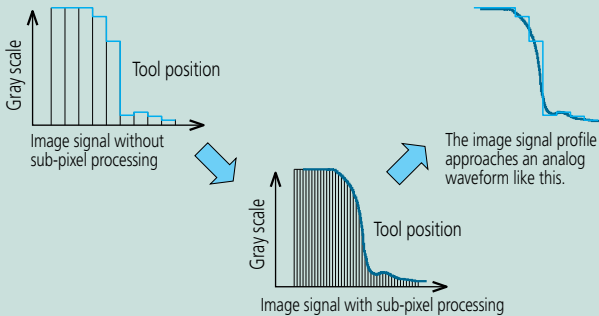 Gray scale
Tool position
Image signal without
sub-pixel processing
The image signal profile
approaches an analog
waveform like this.
Gray scale
Tool position
Image signal with sub-pixel processing